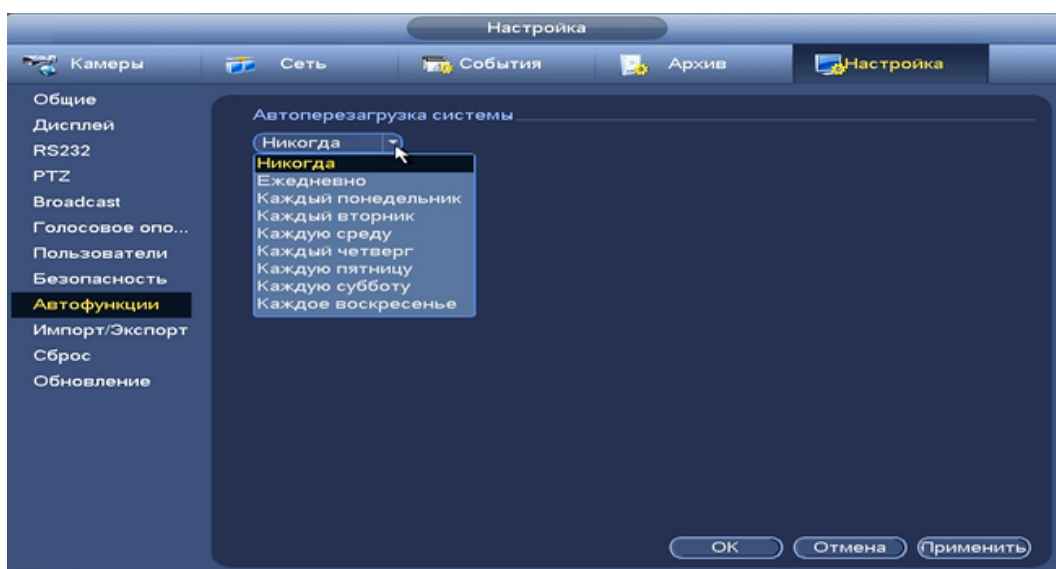 Настройка
Камеры
Сеть
События
Архив
Настройка
Общие
Дисплей
RS232
PTZ
Broadcast
Голосовое опо...
Пользователи
Безопасность
Автофункции
Импорт/Экспорт
Сброс
Обновление
Автоперезагрузка системы
Никогда
Никогда
Ежедневно
Каждый понедельник
Каждый вторник
Каждую среду
Каждый четверг
Каждую пятницу
Каждую субботу
Каждое воскресенье
OK
Отмена
Применить